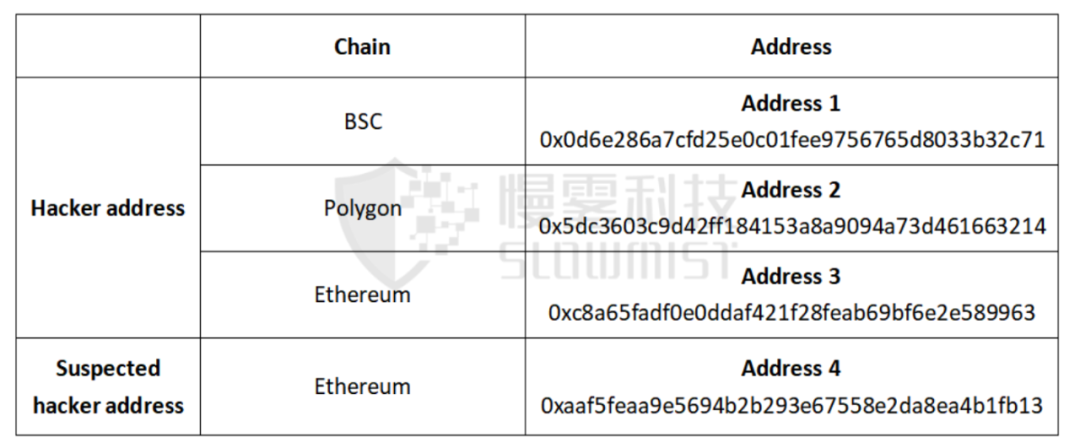 Chain Address
Hacker address
BSC
Address 1
0x0d6e286a7cfd25e0c01fee9756765d8033b32c71
Polygon
Address 2
0x5dc3603c9d42ff184153a8a9094a73d461663214
Ethereum
Address 3
0xc8a65fadf0e0ddaf421f28feab69bf6e2e589963
Suspected
hacker address
Ethereum
Address 4
0xaaf5feaa9e5694b2b293e67558e2da8ea4b1fb13
慢雾科技
SLOWMIST